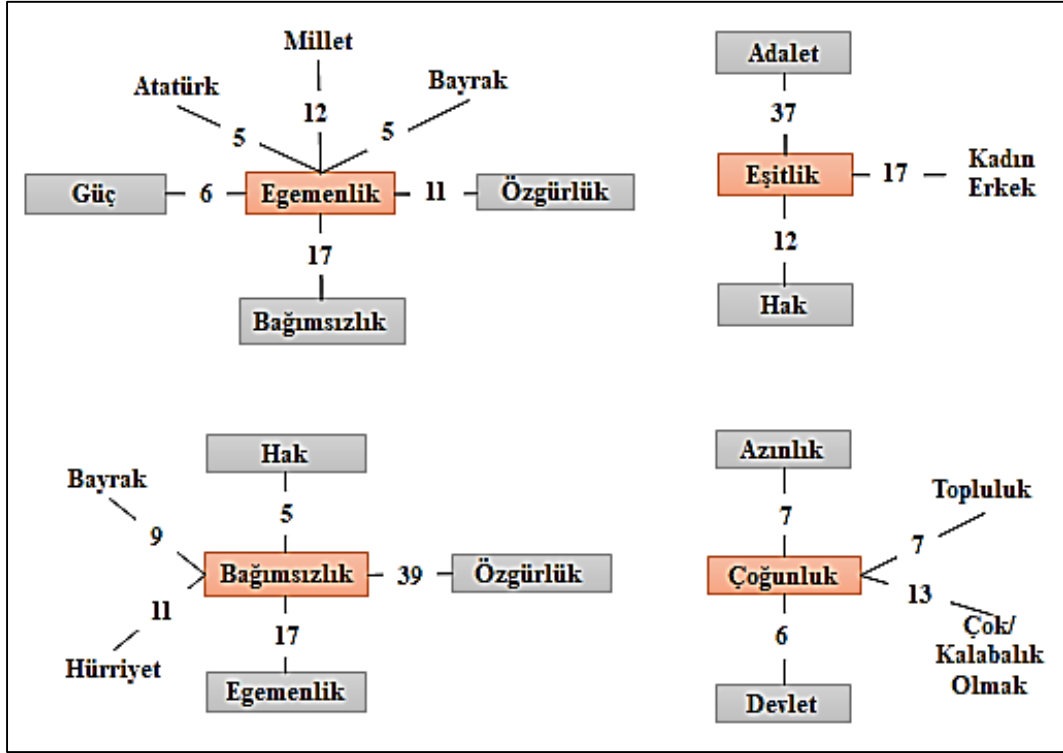 Millet
Atatürk
Bayrak
5
12
5
Güç
6
Egemenlik
11
Özgürlük
17
Bağımsızlık
Adalet
37
Eşitlik
17
Kadın
Erkek
12
Hak
Hak
Bayrak
5
9
Bağımsızlık
39
Özgürlük
11
17
Hürriyet
Egemenlik
Azınlık
Topluluk
7
7
Çoğunluk
13
6
Çok/
Kalabalık
Olmak
Devlet